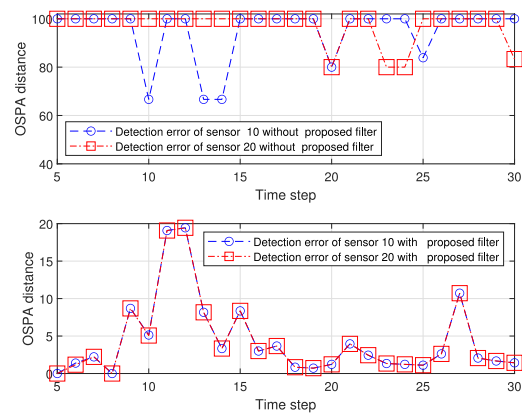 100
80
60
40
OSPA distance
Detection error of sensor 10 without proposed filter
Detection error of sensor 20 without proposed filter
5 10 15 20 25 30
Time step
20
15
10
5
0
OSPA distance
Detection error of sensor 10 with proposed filter
Detection error of sensor 20 with proposed filter
5 10 15 20 25 30
Time step